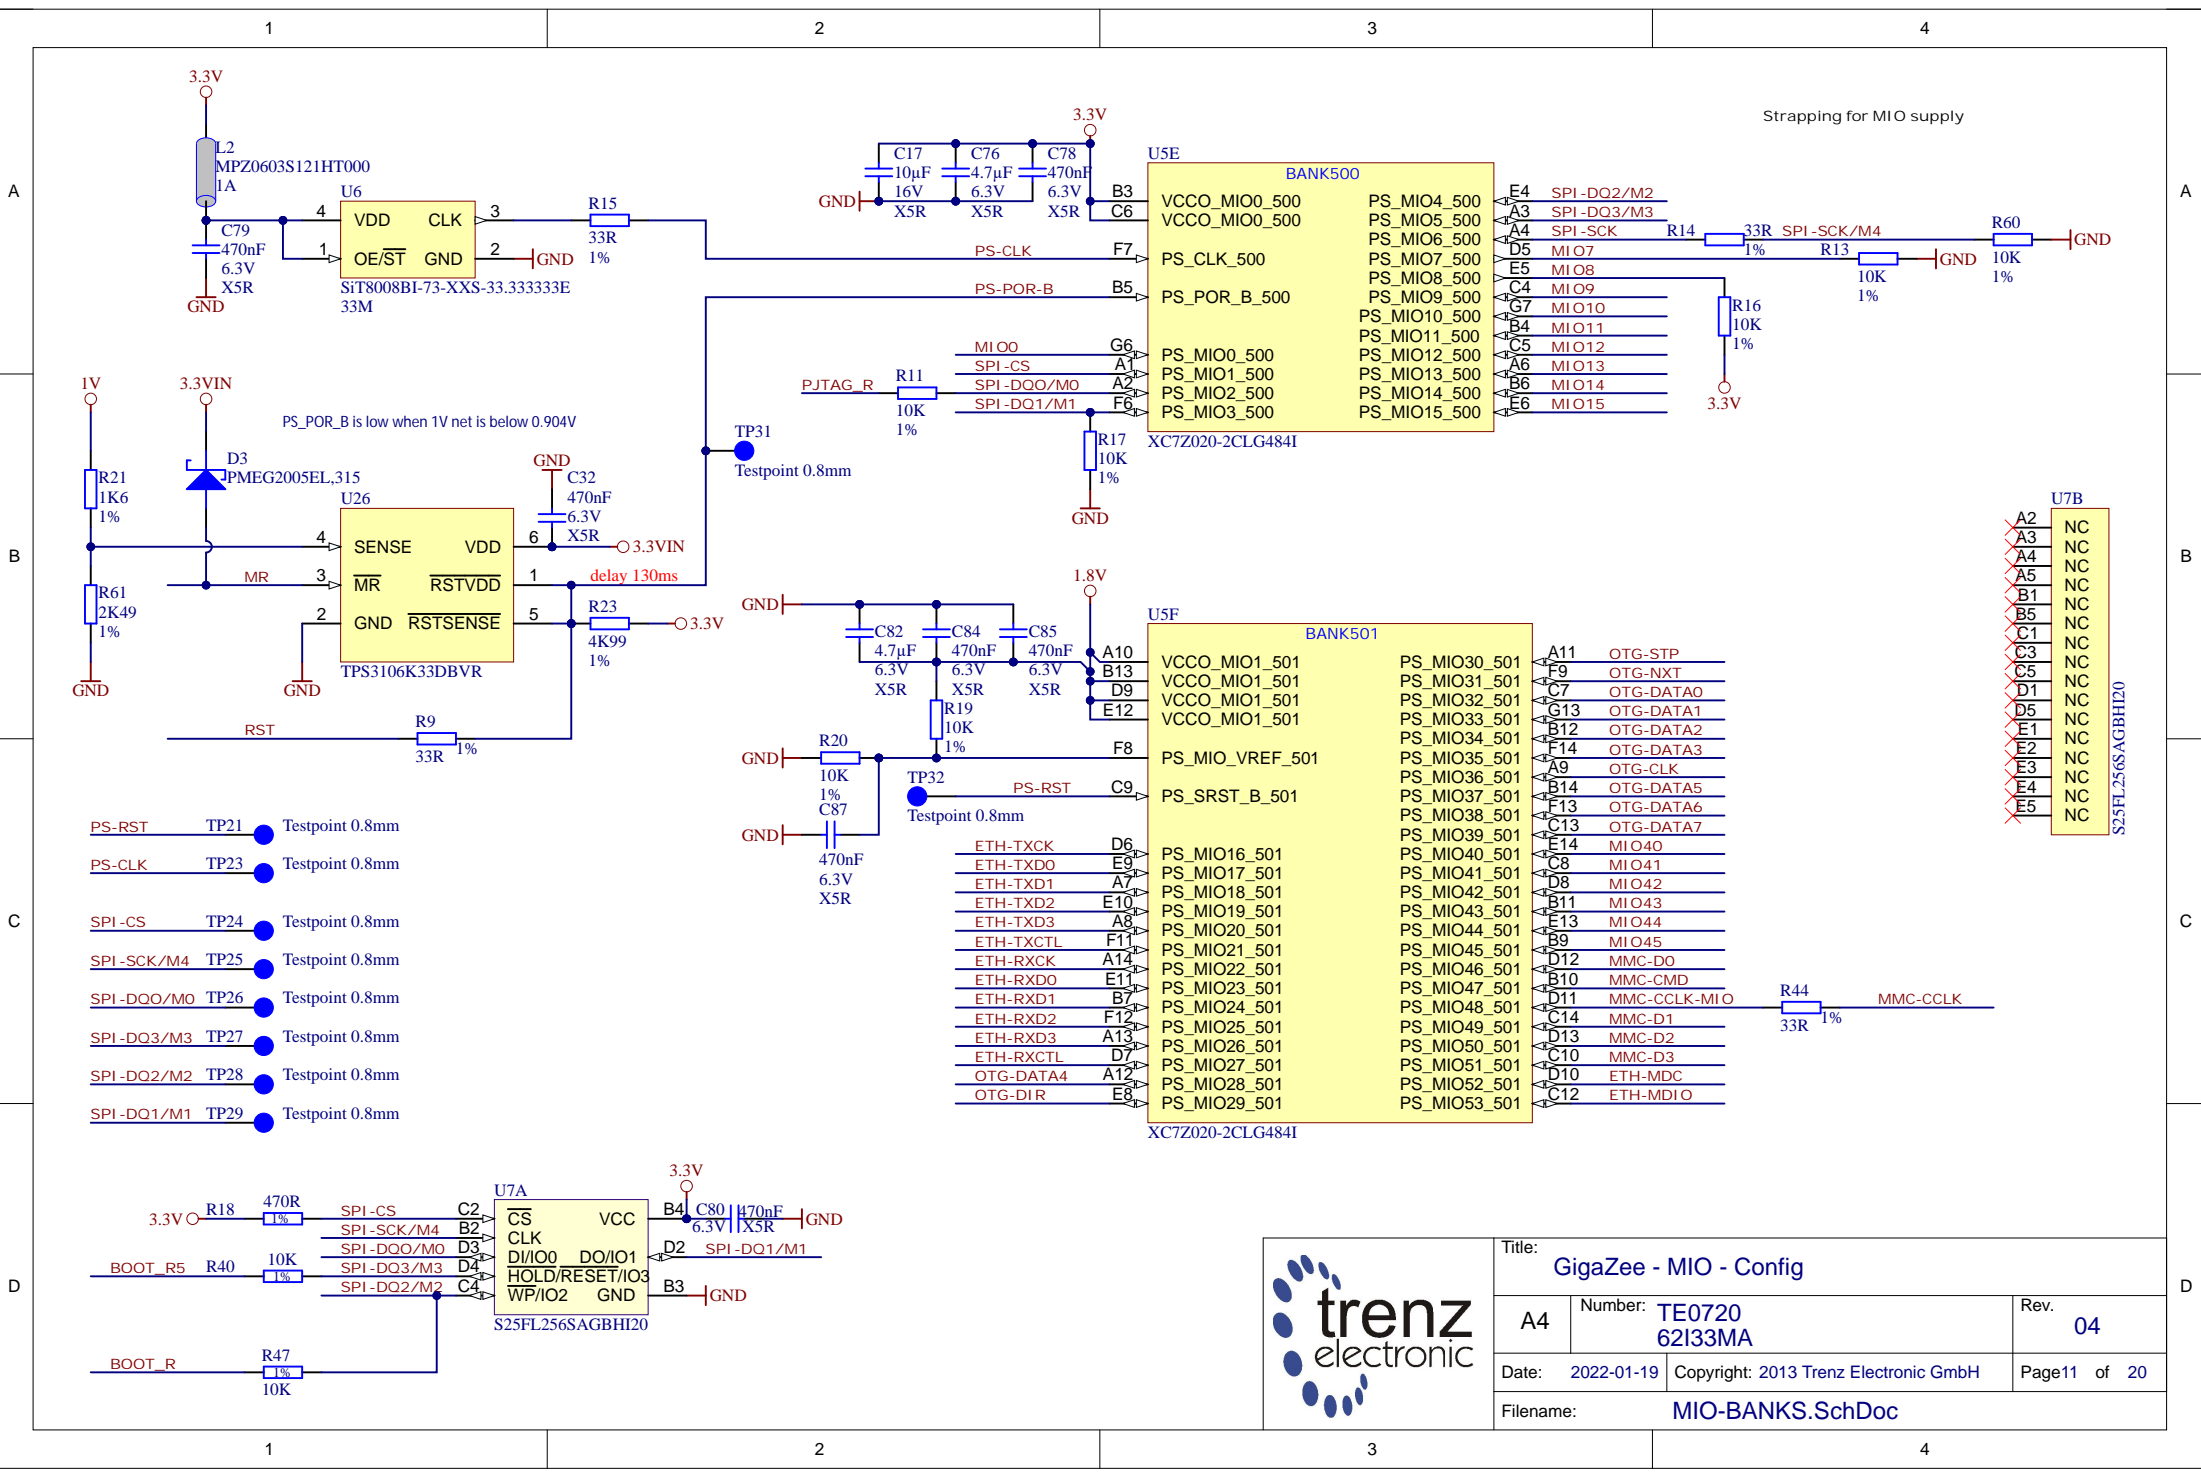 1 2 3 4
A
B
C
D
3.3V
L2
MPZ0603S121HT000
1A
U6
4 VDD CLK 3
1 OE/ST GND 2 GND
SiT8008BI-73-XXS-33.333333E
33M
C79
470nF
6.3V
X5R
GND
R15
33R
1%
PS-CLK
PS-POR-B
3.3V
C17
10µF
16V
X5R
C76
4.7µF
6.3V
X5R
C78
470nF
6.3V
X5R
GND
U5E
BANK500
B3 VCCO_MIO0_500
C6 VCCO_MIO0_500
F7 PS_CLK_500
B5 PS_POR_B_500
MIO0 G6 PS_MIO0_500
SPI-CS A1 PS_MIO1_500
SPI-DQ0/M0 A2 PS_MIO2_500
SPI-DQ1/M1 F6 PS_MIO3_500
PS_MIO4_500 E4 SPI-DQ2/M2
PS_MIO5_500 A3 SPI-DQ3/M3
PS_MIO6_500 A4 SPI-SCK
PS_MIO7_500 D5 MIO7
PS_MIO8_500 E5 MIO8
PS_MIO9_500 C4 MIO9
PS_MIO10_500 G7 MIO10
PS_MIO11_500 B4 MIO11
PS_MIO12_500 C5 MIO12
PS_MIO13_500 A6 MIO13
PS_MIO14_500 B6 MIO14
PS_MIO15_500 E6 MIO15
XC7Z020-2CLG484I
PJTAG_R
R11
10K
1%
R17
10K
1%
GND
Strapping for MIO supply
R14 33R SPI-SCK/M4
1%
R60
10K
1%
GND
R13
10K
1%
GND
R16
10K
1%
3.3V
1V
3.3VIN
PS_POR_B is low when 1V net is below 0.904V
R21
1K6
1%
D3
PMEG2005EL,315
U26
4 SENSE VDD 6
3 MR RSTVDD 1
2 GND RSTSENSE 5
TPS3106K33DBVR
MR
R61
2K49
1%
GND
GND
GND
C32
470nF
6.3V
X5R
3.3VIN
delay 130ms
R23
4K99
1%
3.3V
RST
R9
33R
1%
TP31
Testpoint 0.8mm
1.8V
GND
C82
4.7µF
6.3V
X5R
C84
470nF
6.3V
X5R
C85
470nF
6.3V
X5R
R19
10K
1%
GND
R20
10K
1%
GND
C87
470nF
6.3V
X5R
TP32
Testpoint 0.8mm
PS-RST
U5F
BANK501
A10 VCCO_MIO1_501
B13 VCCO_MIO1_501
D9 VCCO_MIO1_501
E12 VCCO_MIO1_501
F8 PS_MIO_VREF_501
C9 PS_SRST_B_501
ETH-TXCK D6 PS_MIO16_501
ETH-TXD0 E9 PS_MIO17_501
ETH-TXD1 A7 PS_MIO18_501
ETH-TXD2 E10 PS_MIO19_501
ETH-TXD3 A8 PS_MIO20_501
ETH-TXCTL F11 PS_MIO21_501
ETH-RXCK A14 PS_MIO22_501
ETH-RXD0 E11 PS_MIO23_501
ETH-RXD1 B7 PS_MIO24_501
ETH-RXD2 F12 PS_MIO25_501
ETH-RXD3 A13 PS_MIO26_501
ETH-RXCTL D7 PS_MIO27_501
OTG-DATA4 A12 PS_MIO28_501
OTG-DIR E8 PS_MIO29_501
PS_MIO30_501 A11 OTG-STP
PS_MIO31_501 F9 OTG-NXT
PS_MIO32_501 C7 OTG-DATA0
PS_MIO33_501 G13 OTG-DATA1
PS_MIO34_501 B12 OTG-DATA2
PS_MIO35_501 F14 OTG-DATA3
PS_MIO36_501 A9 OTG-CLK
PS_MIO37_501 B14 OTG-DATA5
PS_MIO38_501 F13 OTG-DATA6
PS_MIO39_501 C13 OTG-DATA7
PS_MIO40_501 E14 MIO40
PS_MIO41_501 C8 MIO41
PS_MIO42_501 D8 MIO42
PS_MIO43_501 B11 MIO43
PS_MIO44_501 E13 MIO44
PS_MIO45_501 B9 MIO45
PS_MIO46_501 D12 MMC-D0
PS_MIO47_501 B10 MMC-CMD
PS_MIO48_501 D11 MMC-CCLK-MIO
PS_MIO49_501 C14 MMC-D1
PS_MIO50_501 D13 MMC-D2
PS_MIO51_501 C10 MMC-D3
PS_MIO52_501 D10 ETH-MDC
PS_MIO53_501 C12 ETH-MDIO
XC7Z020-2CLG484I
R44
33R
1%
MMC-CCLK
U7B
A2 NC
A3 NC
A4 NC
A5 NC
B1 NC
B5 NC
C1 NC
C3 NC
C5 NC
D1 NC
D5 NC
E1 NC
E2 NC
E3 NC
E4 NC
E5 NC
S25FL256SAGBHI20
PS-RST TP21 Testpoint 0.8mm
PS-CLK TP23 Testpoint 0.8mm
SPI-CS TP24 Testpoint 0.8mm
SPI-SCK/M4 TP25 Testpoint 0.8mm
SPI-DQ0/M0 TP26 Testpoint 0.8mm
SPI-DQ3/M3 TP27 Testpoint 0.8mm
SPI-DQ2/M2 TP28 Testpoint 0.8mm
SPI-DQ1/M1 TP29 Testpoint 0.8mm
U7A
3.3V R18 470R 1% SPI-CS C2 CS VCC B4
SPI-SCK/M4 B2 CLK
SPI-DQ0/M0 D3 DI/IO0 DO/IO1 D2 SPI-DQ1/M1
BOOT_R5 R40 10K 1% SPI-DQ3/M3 D4 HOLD/RESET/IO3
SPI-DQ2/M2 C4 WP/IO2 GND B3 GND
S25FL256SAGBHI20
3.3V
C80 470nF
6.3V X5R
GND
BOOT_R R47 1%
10K
trenz
electronic
Title:
GigaZee - MIO - Config
A4
Number: TE0720
62I33MA
Rev.
04
Date: 2022-01-19 Copyright: 2013 Trenz Electronic GmbH Page11 of 20
Filename: MIO-BANKS.SchDoc
A
B
C
D
1 2 3 4